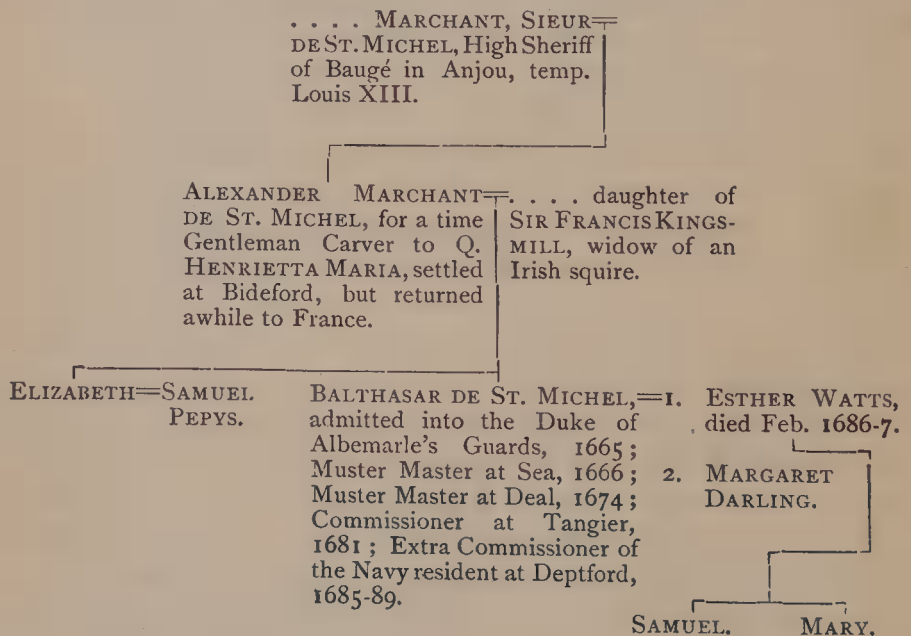 . . . . MARCHANT, SIEUR
DE ST. MICHEL, High Sheriff
of Baugé in Anjou, temp.
Louis XIII.
ALEXANDER MARCHANT
DE ST. MICHEL, for a time
Gentleman Carver to Q.
HENRIETTA MARIA, settled
at Bideford, but returned
awhile to France.
. . . . daughter of
SIR FRANCIS KINGS-
MILL, widow of an
Irish squire.
ELIZABETH=SAMUEL
PEPYS.
BALTHASAR DE ST. MICHEL,=
admitted into the Duke of
Albemarle's Guards, 1665;
Muster Master at Sea, 1666;
Muster Master at Deal, 1674;
Commissioner at Tangier,
1681; Extra Commissioner of
the Navy resident at Deptford,
1685-89.
1. ESTHER WATTS,
died Feb. 1686-7.
2. MARGARET
DARLING.
SAMUEL. MARY.